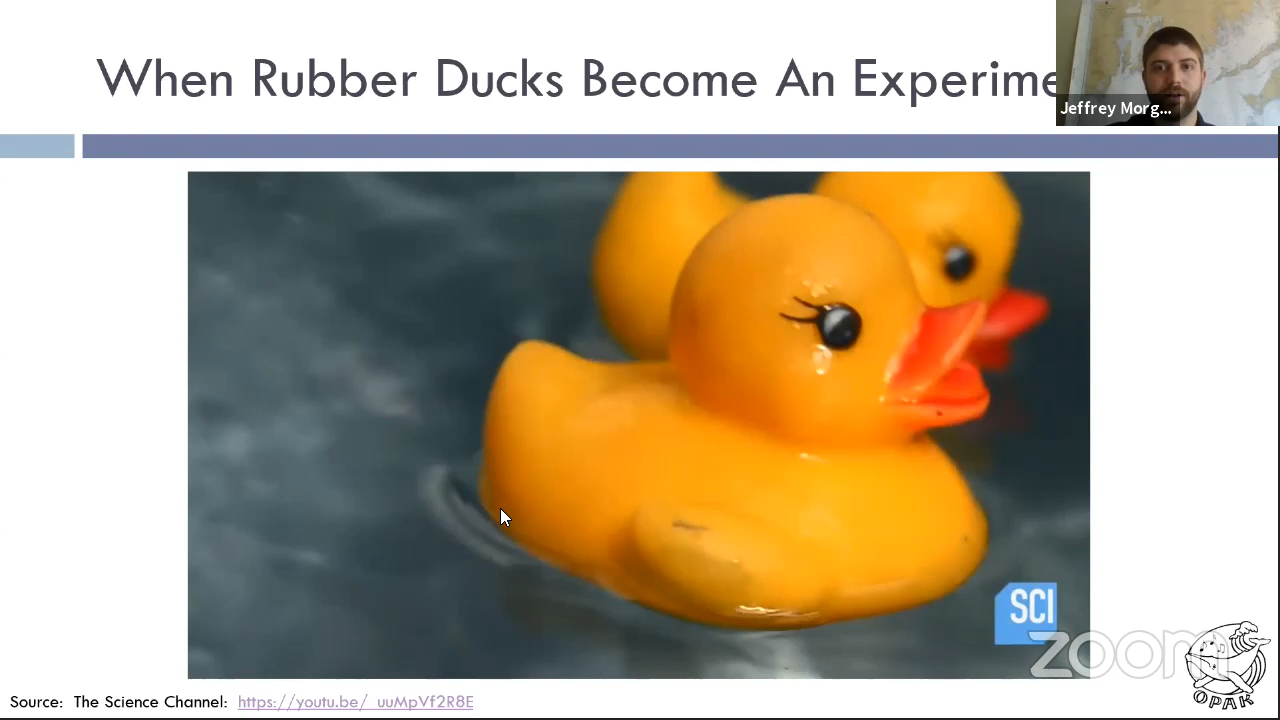 When Rubber Ducks Become An Experime
Jeffrey Morg...
SCI
zoom
OPAK
Source: The Science Channel: https://youtu.be/_uuMpVf2R8E